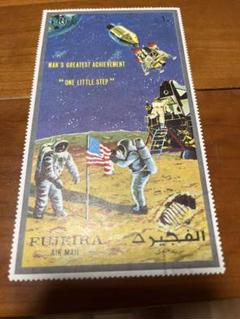 MAN'S GREATEST ACHIEVEMENT
"ONE LITTLE STEP"
FUJEIRA الفجيرة
AIR MAIL